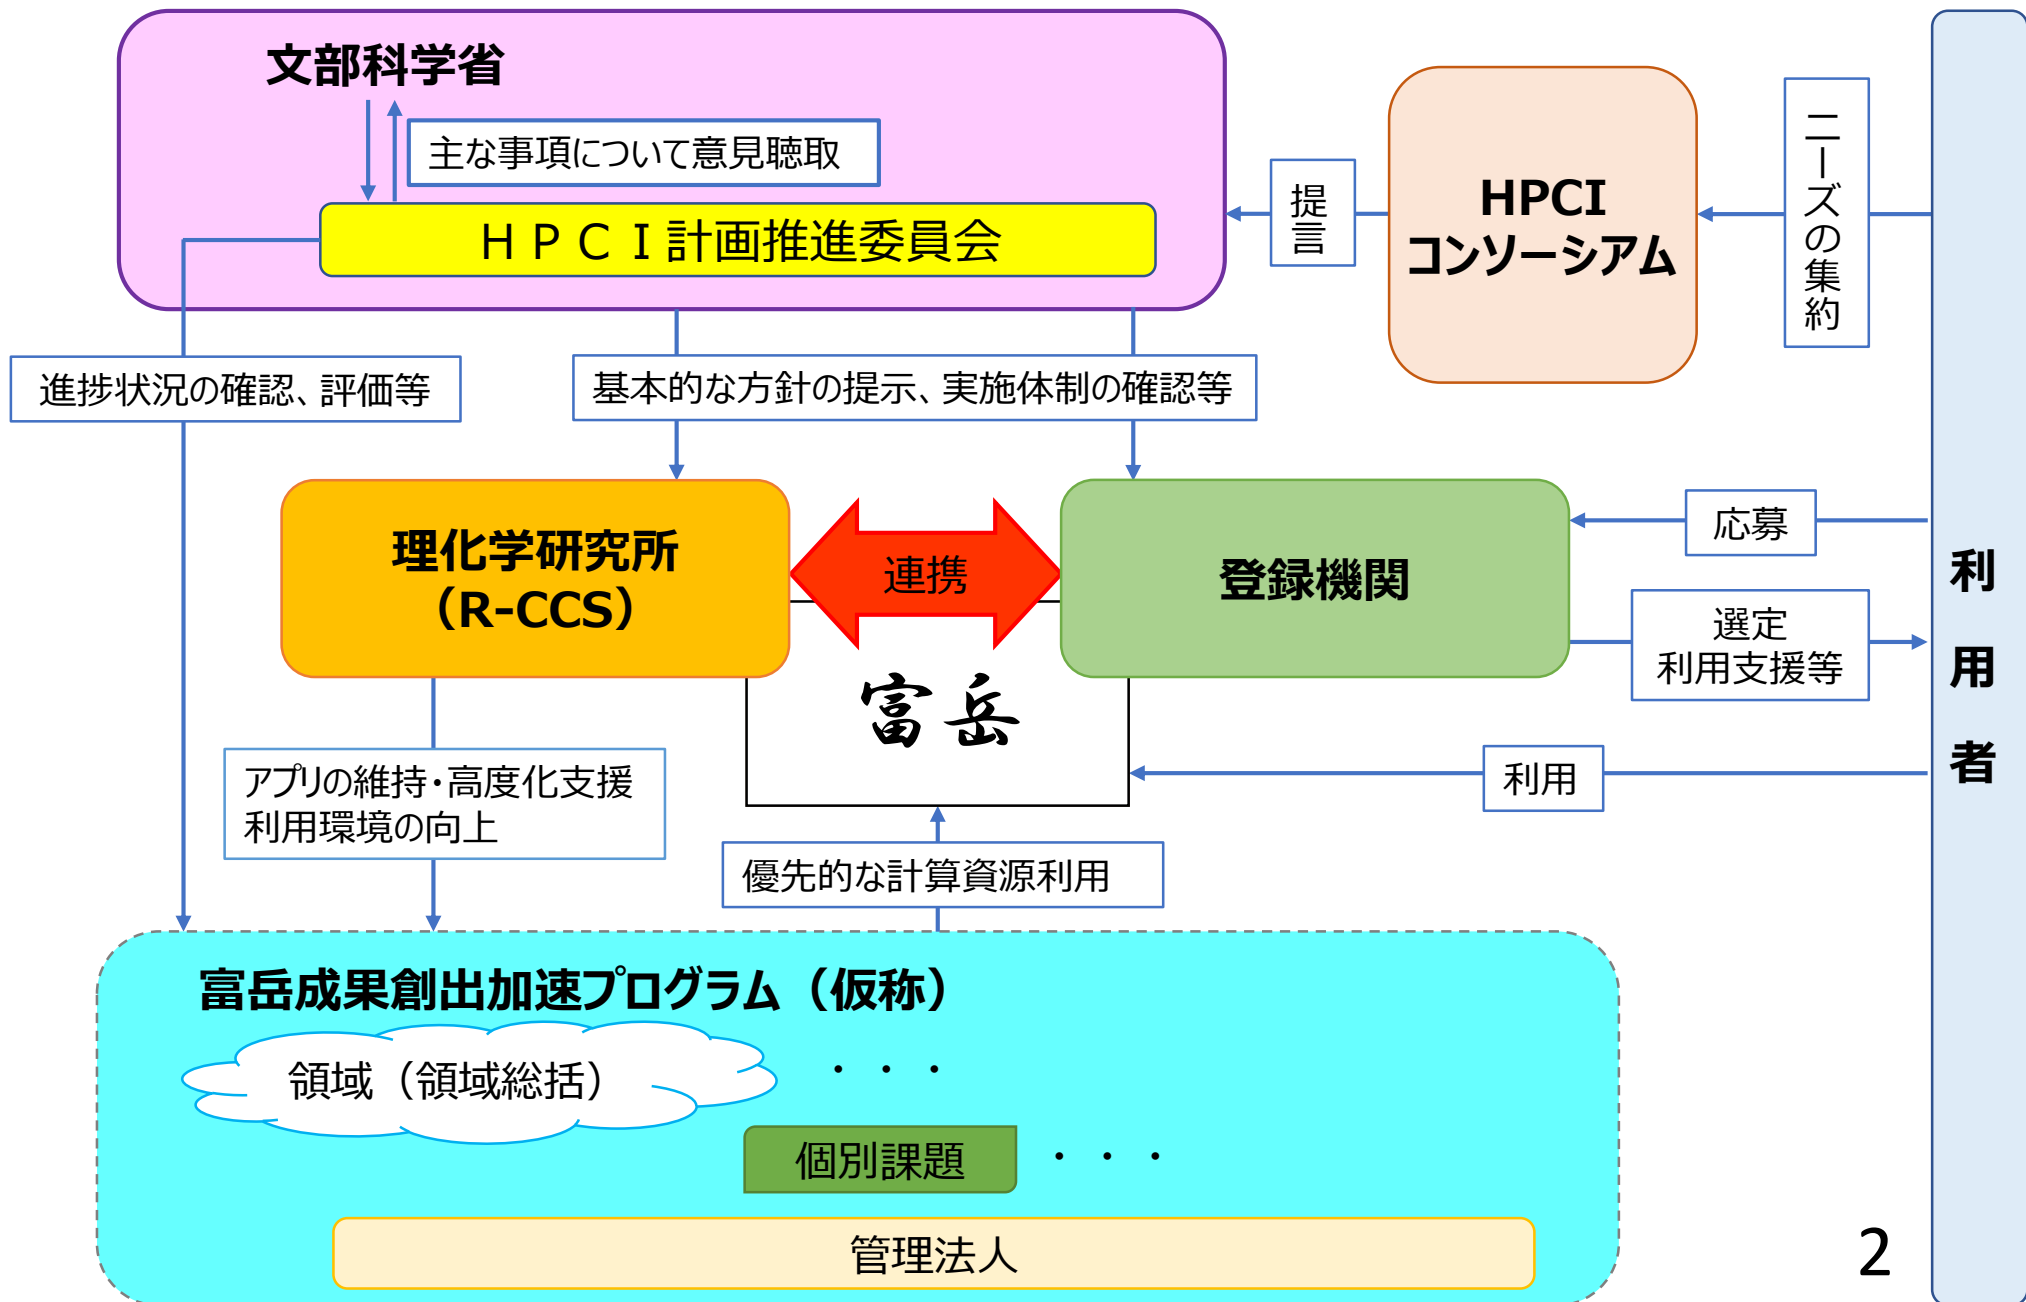 文部科学省
主な事項について意見聴取
ＨＰＣＩ計画推進委員会
提言
HPCI
コンソーシアム
ニーズの集約
進捗状況の確認、評価等
基本的な方針の提示、実施体制の確認等
理化学研究所
（R-CCS）
連携
登録機関
応募
選定
利用支援等
利用者
富岳
利用
アプリの維持・高度化支援
利用環境の向上
優先的な計算資源利用
富岳成果創出加速プログラム（仮称）
領域（領域総括）
・・・
個別課題
・・・
管理法人
2